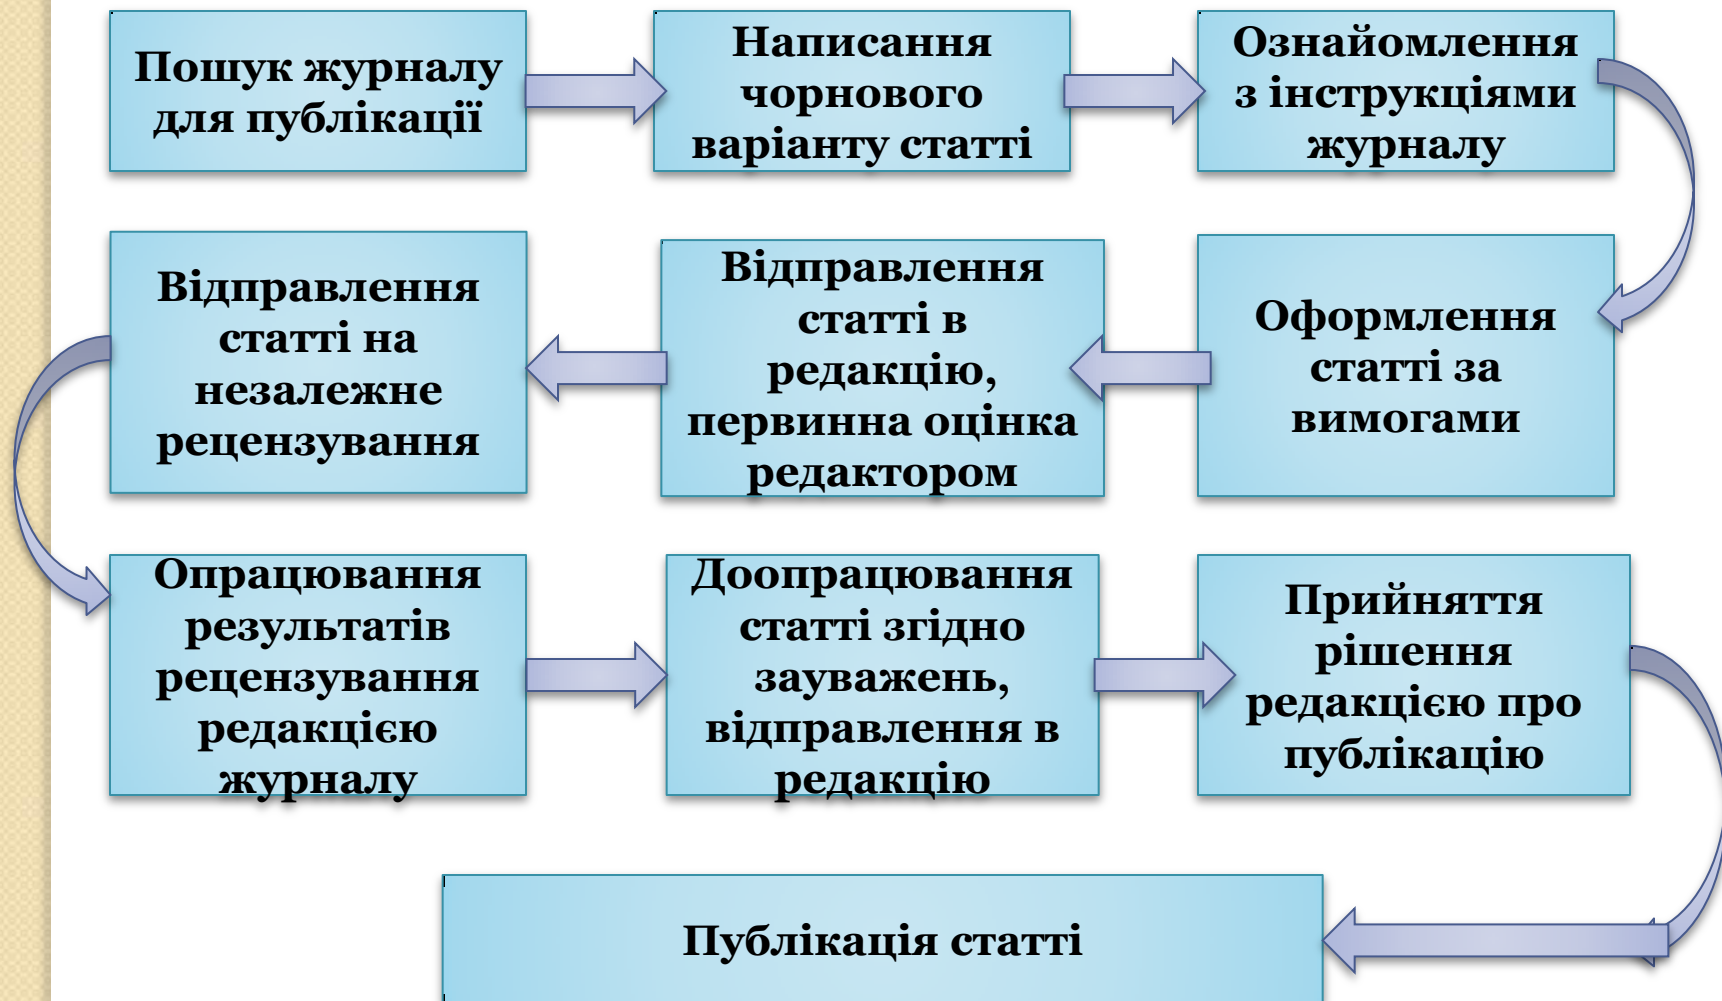 Пошук журналу
для публікації
Написання
чорнового
варіанту статті
Ознайомлення
з інструкціями
журналу
Оформлення
статті за
вимогами
Відправлення
статті в
редакцію,
первинна оцінка
редактором
Відправлення
статті на
незалежне
рецензування
Опрацювання
результатів
рецензування
редакцією
журналу
Доопрацювання
статті згідно
зауважень,
відправлення в
редакцію
Прийняття
рішення
редакцією про
публікацію
Публікація статті